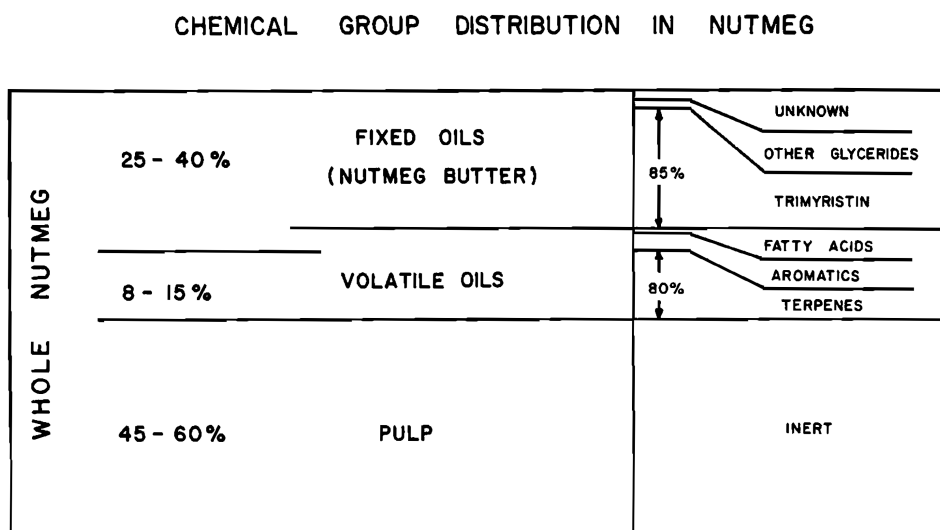 CHEMICAL GROUP DISTRIBUTION IN NUTMEG
WHOLE NUTMEG
25 - 40 %
FIXED OILS
(NUTMEG BUTTER)
85%
UNKNOWN
OTHER GLYCERIDES
TRIMYRISTIN
8 - 15 %
VOLATILE OILS
80%
FATTY ACIDS
AROMATICS
TERPENES
45 - 60 %
PULP
INERT